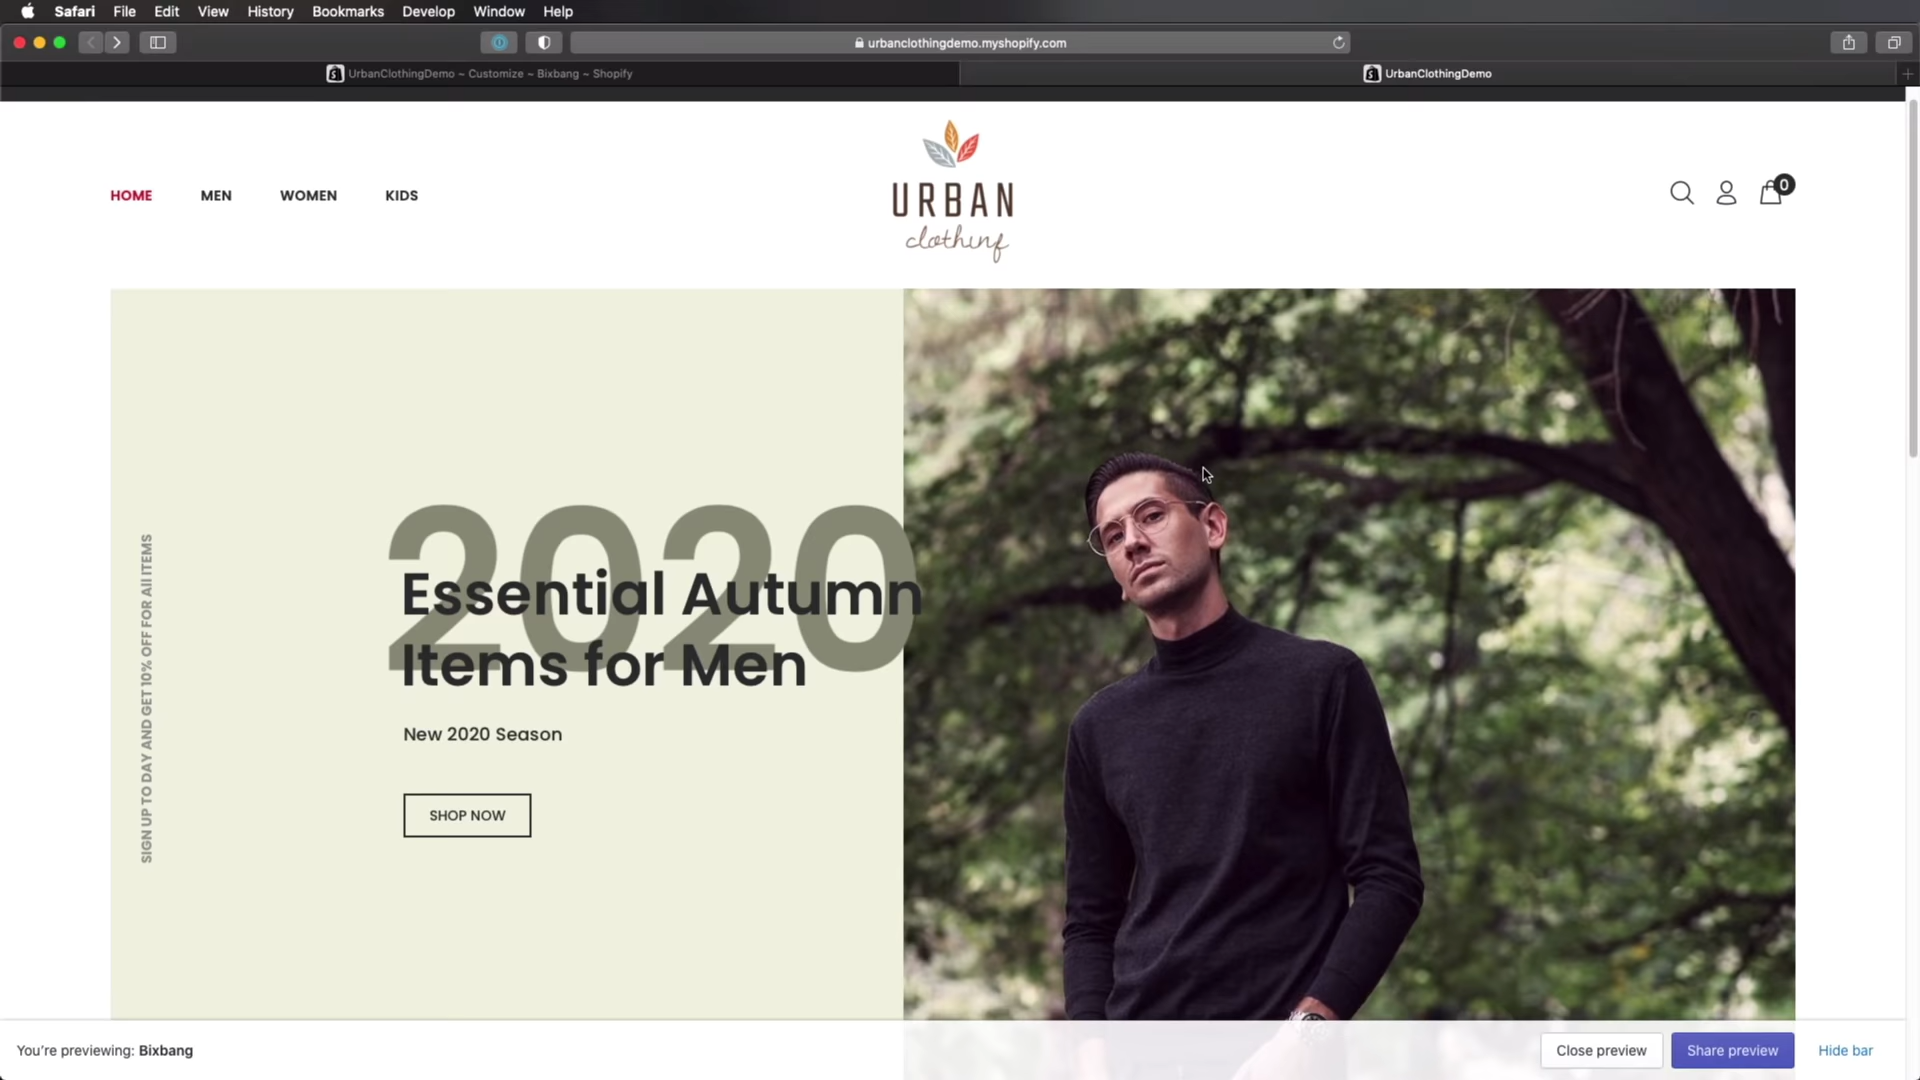 Safari File Edit View History Bookmarks Develop Window Help
urbanclothingdemo.myshopify.com
UrbanClothingDemo ~ Customize ~ Bixbang ~ Shopify
UrbanClothingDemo
HOME MEN WOMEN KIDS
URBAN
clothing
0
2020
Essential Autumn
Items for Men
New 2020 Season
SHOP NOW
SIGN UP TO DAY AND GET 10% OFF FOR All ITEMS
You're previewing: Bixbang
Close preview
Share preview
Hide bar